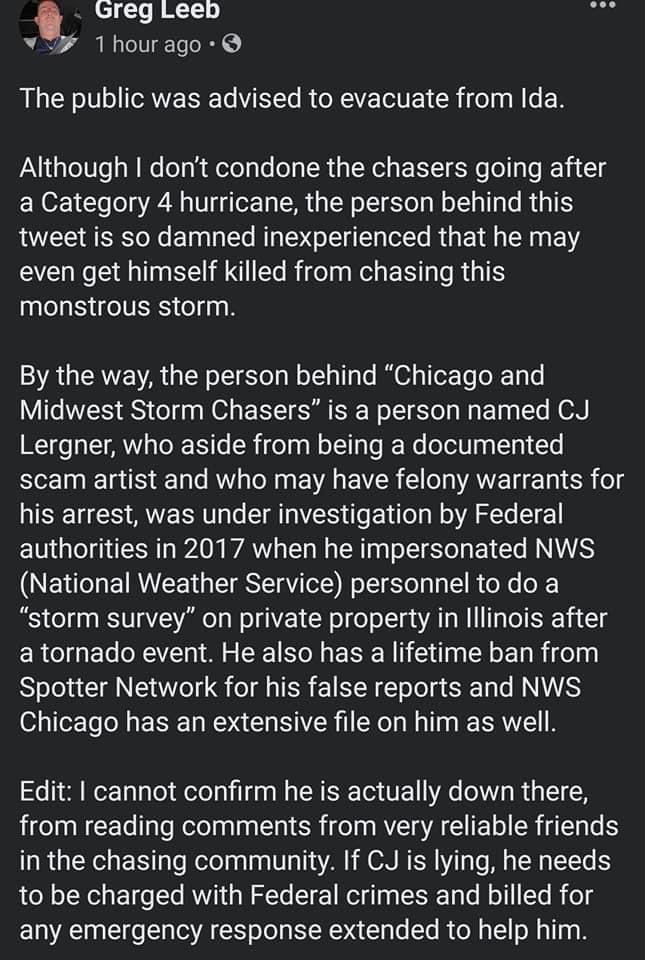 Greg Leeb
1 hour ago •
The public was advised to evacuate from Ida.
Although I don’t condone the chasers going after
a Category 4 hurricane, the person behind this
tweet is so damned inexperienced that he may
even get himself killed from chasing this
monstrous storm.
By the way, the person behind “Chicago and
Midwest Storm Chasers” is a person named CJ
Lergner, who aside from being a documented
scam artist and who may have felony warrants for
his arrest, was under investigation by Federal
authorities in 2017 when he impersonated NWS
(National Weather Service) personnel to do a
“storm survey” on private property in Illinois after
a tornado event. He also has a lifetime ban from
Spotter Network for his false reports and NWS
Chicago has an extensive file on him as well.
Edit: I cannot confirm he is actually down there,
from reading comments from very reliable friends
in the chasing community. If CJ is lying, he needs
to be charged with Federal crimes and billed for
any emergency response extended to help him.